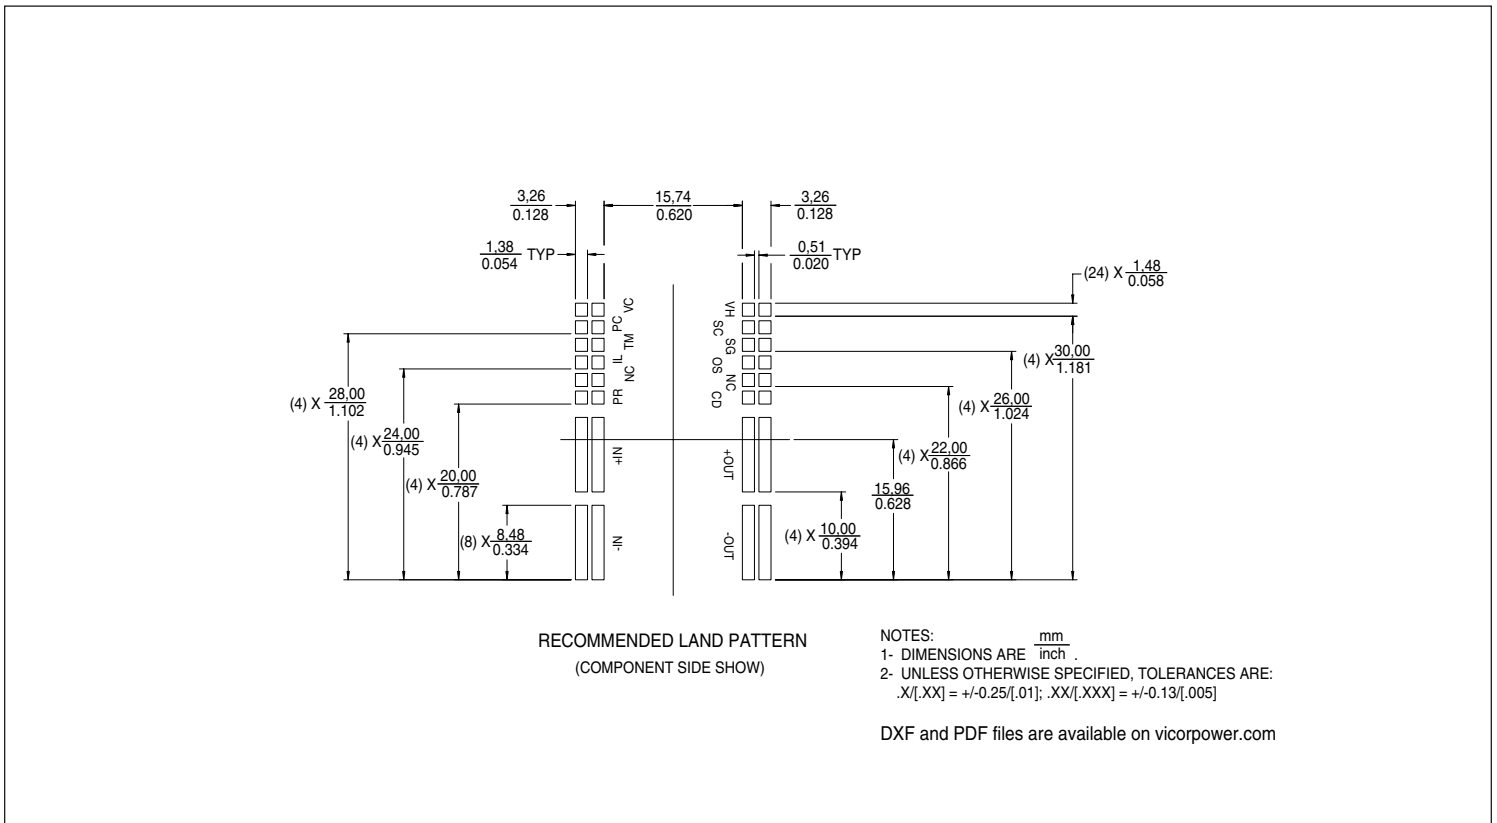 3,26
0.128
15,74
0.620
3,26
0.128
1,38
0.054
TYP
0,51
0.020
TYP
(24) X 1,48
0.058
VC
PC
TM
IL
NC
PR
+IN
-IN
VH
SC
SG
OS
NC
CD
+OUT
-OUT
(4) X 28,00
1.102
(4) X 24,00
0.945
(4) X 20,00
0.787
(8) X 8,48
0.334
(4) X 30,00
1.181
(4) X 26,00
1.024
(4) X 22,00
0.866
15,96
0.628
(4) X 10,00
0.394
RECOMMENDED LAND PATTERN
(COMPONENT SIDE SHOW)
NOTES:
1- DIMENSIONS ARE mm
inch .
2- UNLESS OTHERWISE SPECIFIED, TOLERANCES ARE:
.X/[.XX] = +/-0.25/[.01]; .XX/[.XXX] = +/-0.13/[.005]
DXF and PDF files are available on vicorpower.com